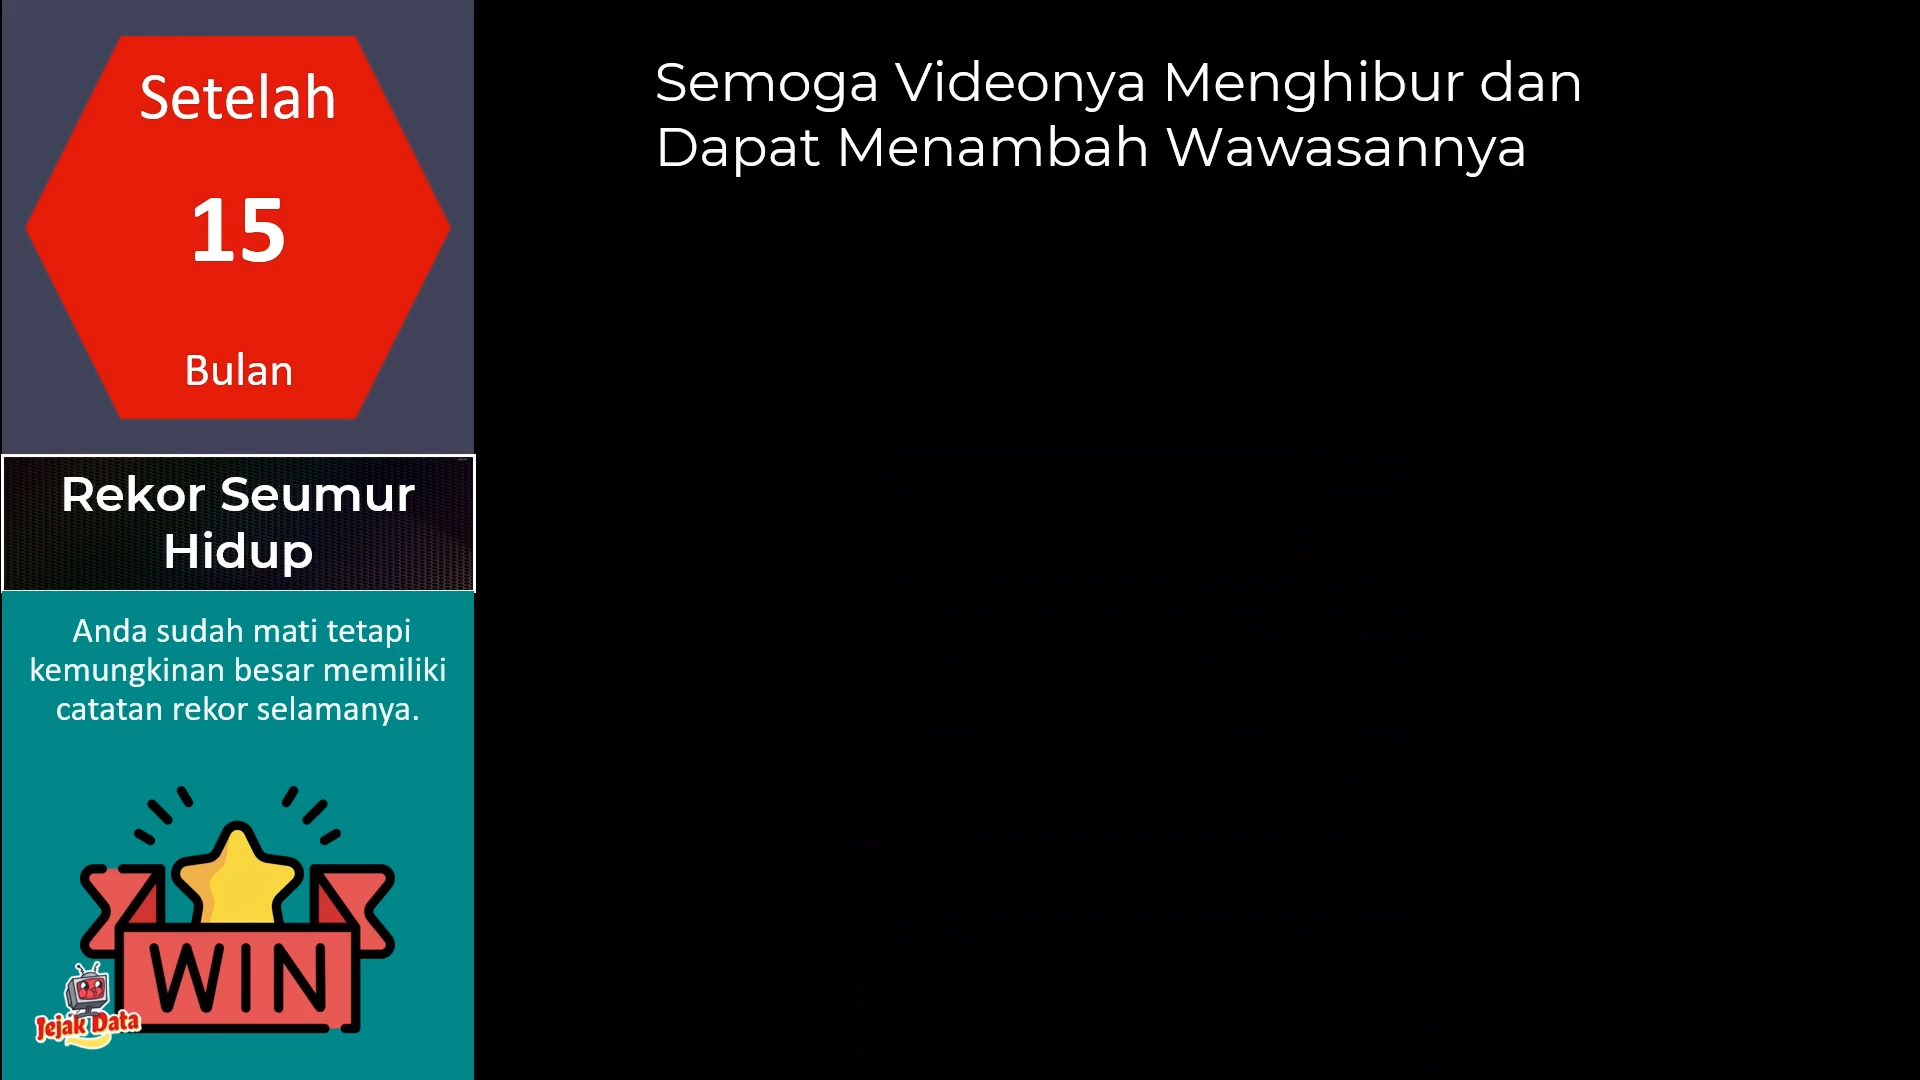 Setelah
15
Bulan
Rekor Seumur
Hidup
Anda sudah mati tetapi
kemungkinan besar memiliki
catatan rekor selamanya.
WIN
Jejak Data
Semoga Videonya Menghibur dan
Dapat Menambah Wawasannya